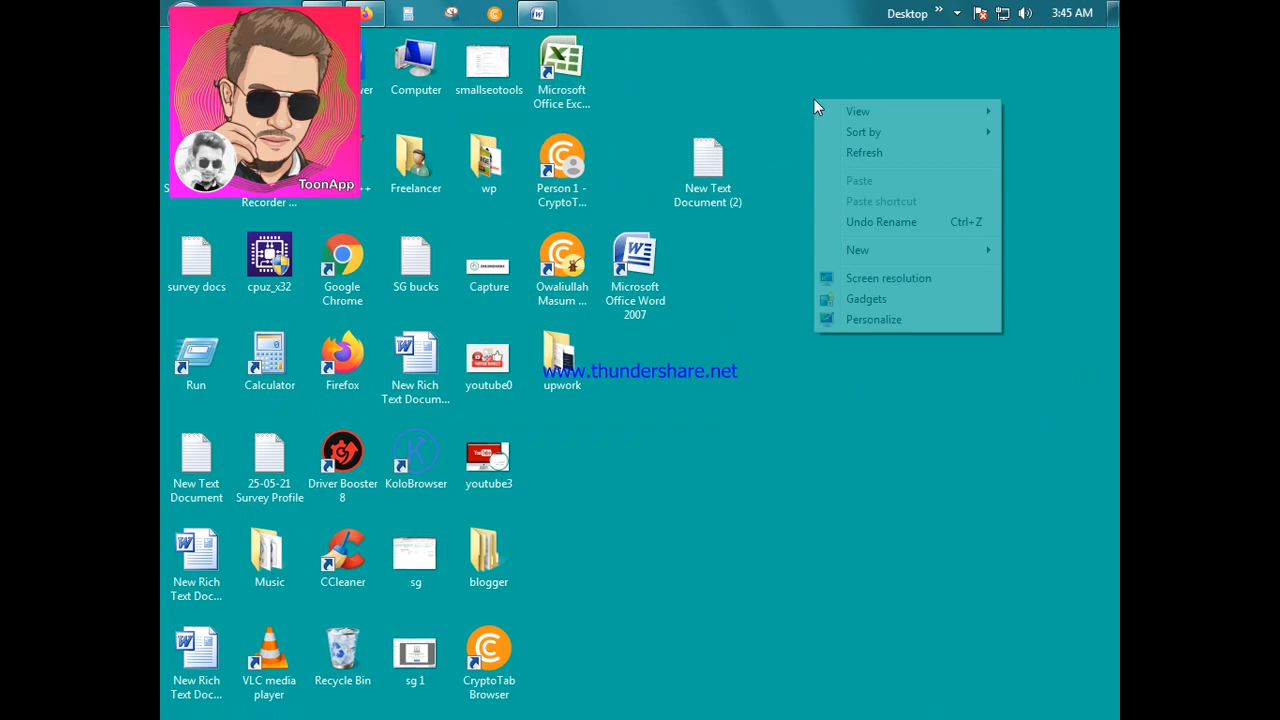 Desktop
»
3:45 AM
ToonApp
ver
Computer
smallseotools
Microsoft
Office Exc...
S
Recorder ...
++
Freelancer
wp
Person 1 -
CryptoT...
New Text
Document (2)
survey docs
cpuz_x32
Google
Chrome
SG bucks
Capture
Owaliullah
Masum ...
Microsoft
Office Word
2007
Run
Calculator
Firefox
New Rich
Text Docum...
youtube0
upwork
www.thundershare.net
New Text
Document
25-05-21
Survey Profile
Driver Booster
8
KoloBrowser
youtube3
New Rich
Text Doc...
Music
CCleaner
sg
blogger
New Rich
Text Doc...
VLC media
player
Recycle Bin
sg 1
CryptoTab
Browser
View
Sort by
Refresh
Paste
Paste shortcut
Undo Rename Ctrl+Z
New
Screen resolution
Gadgets
Personalize